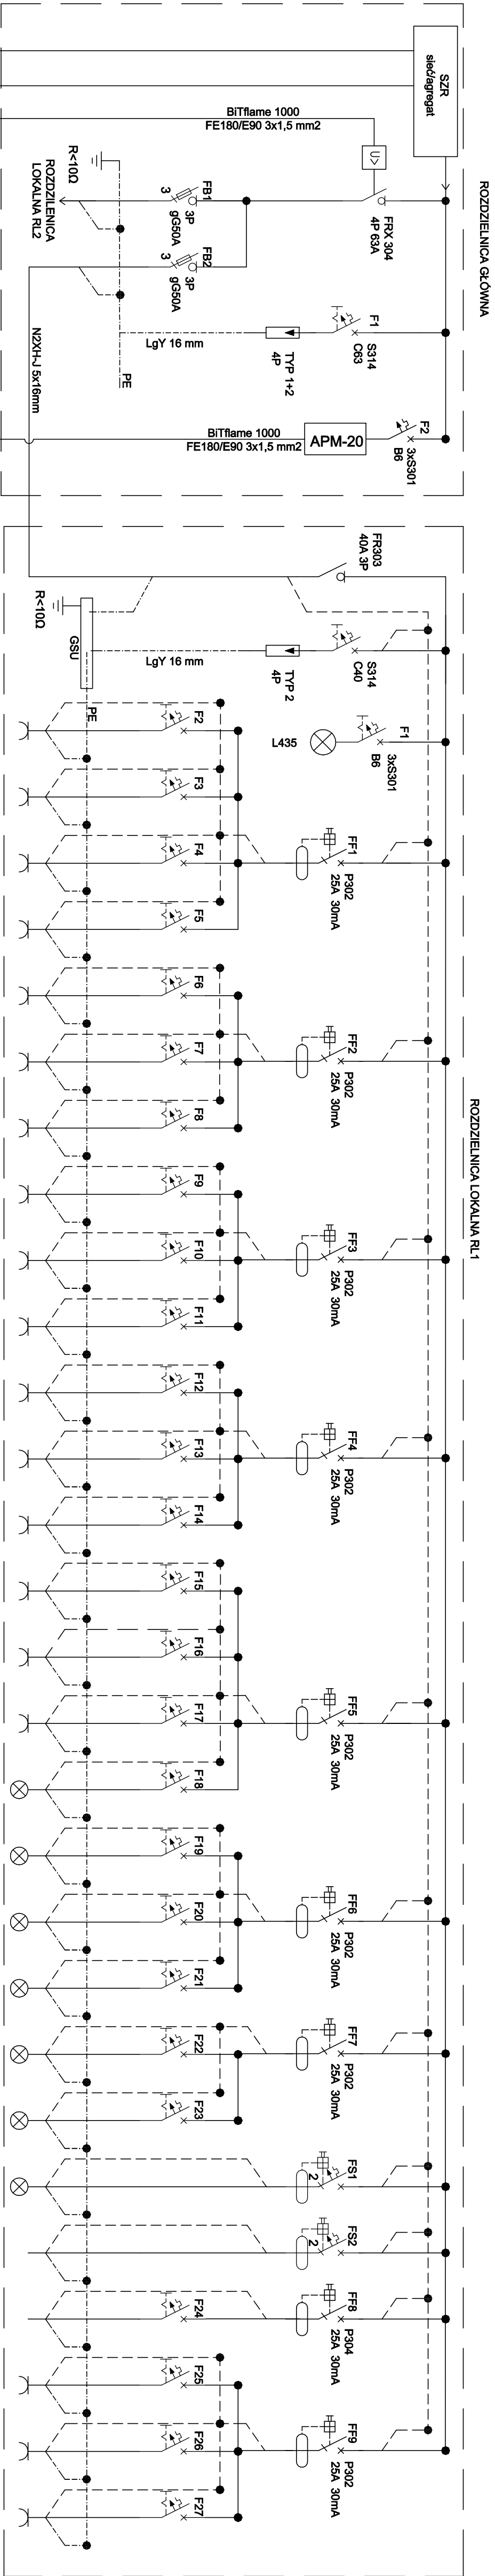 ROZDZIELNICA GŁÓWNA
SZR
sieć/agregat
BiTflame 1000
FE180/E90 3x1,5 mm2
U>
FRX 304
4P 63A
FB1
3P
gG50A
3
FB2
3P
gG50A
3
R<10Ω
ROZDZILENICA
LOKALNA RL2
F1
S314
C63
TYP 1+2
4P
LgY 16 mm
PE
N2XH-J 5x16mm
F2
3xS301
B6
APM-20
BiTflame 1000
FE180/E90 3x1,5 mm2
ROZDZIELNICA LOKALNA RL1
FR303
40A 3P
R<10Ω
GSU
PE
S314
C40
TYP 2
4P
LgY 16 mm
F1
3xS301
B6
L435
FF1
P302
25A 30mA
F2
F3
F4
F5
FF2
P302
25A 30mA
F6
F7
F8
FF3
P302
25A 30mA
F9
F10
F11
FF4
P302
25A 30mA
F12
F13
F14
FF5
P302
25A 30mA
F15
F16
F17
F18
FF6
P302
25A 30mA
F19
F20
F21
FF7
P302
25A 30mA
F22
F23
FS1
2
FS2
2
FF8
P304
25A 30mA
F24
FF9
P302
25A 30mA
F25
F26
F27